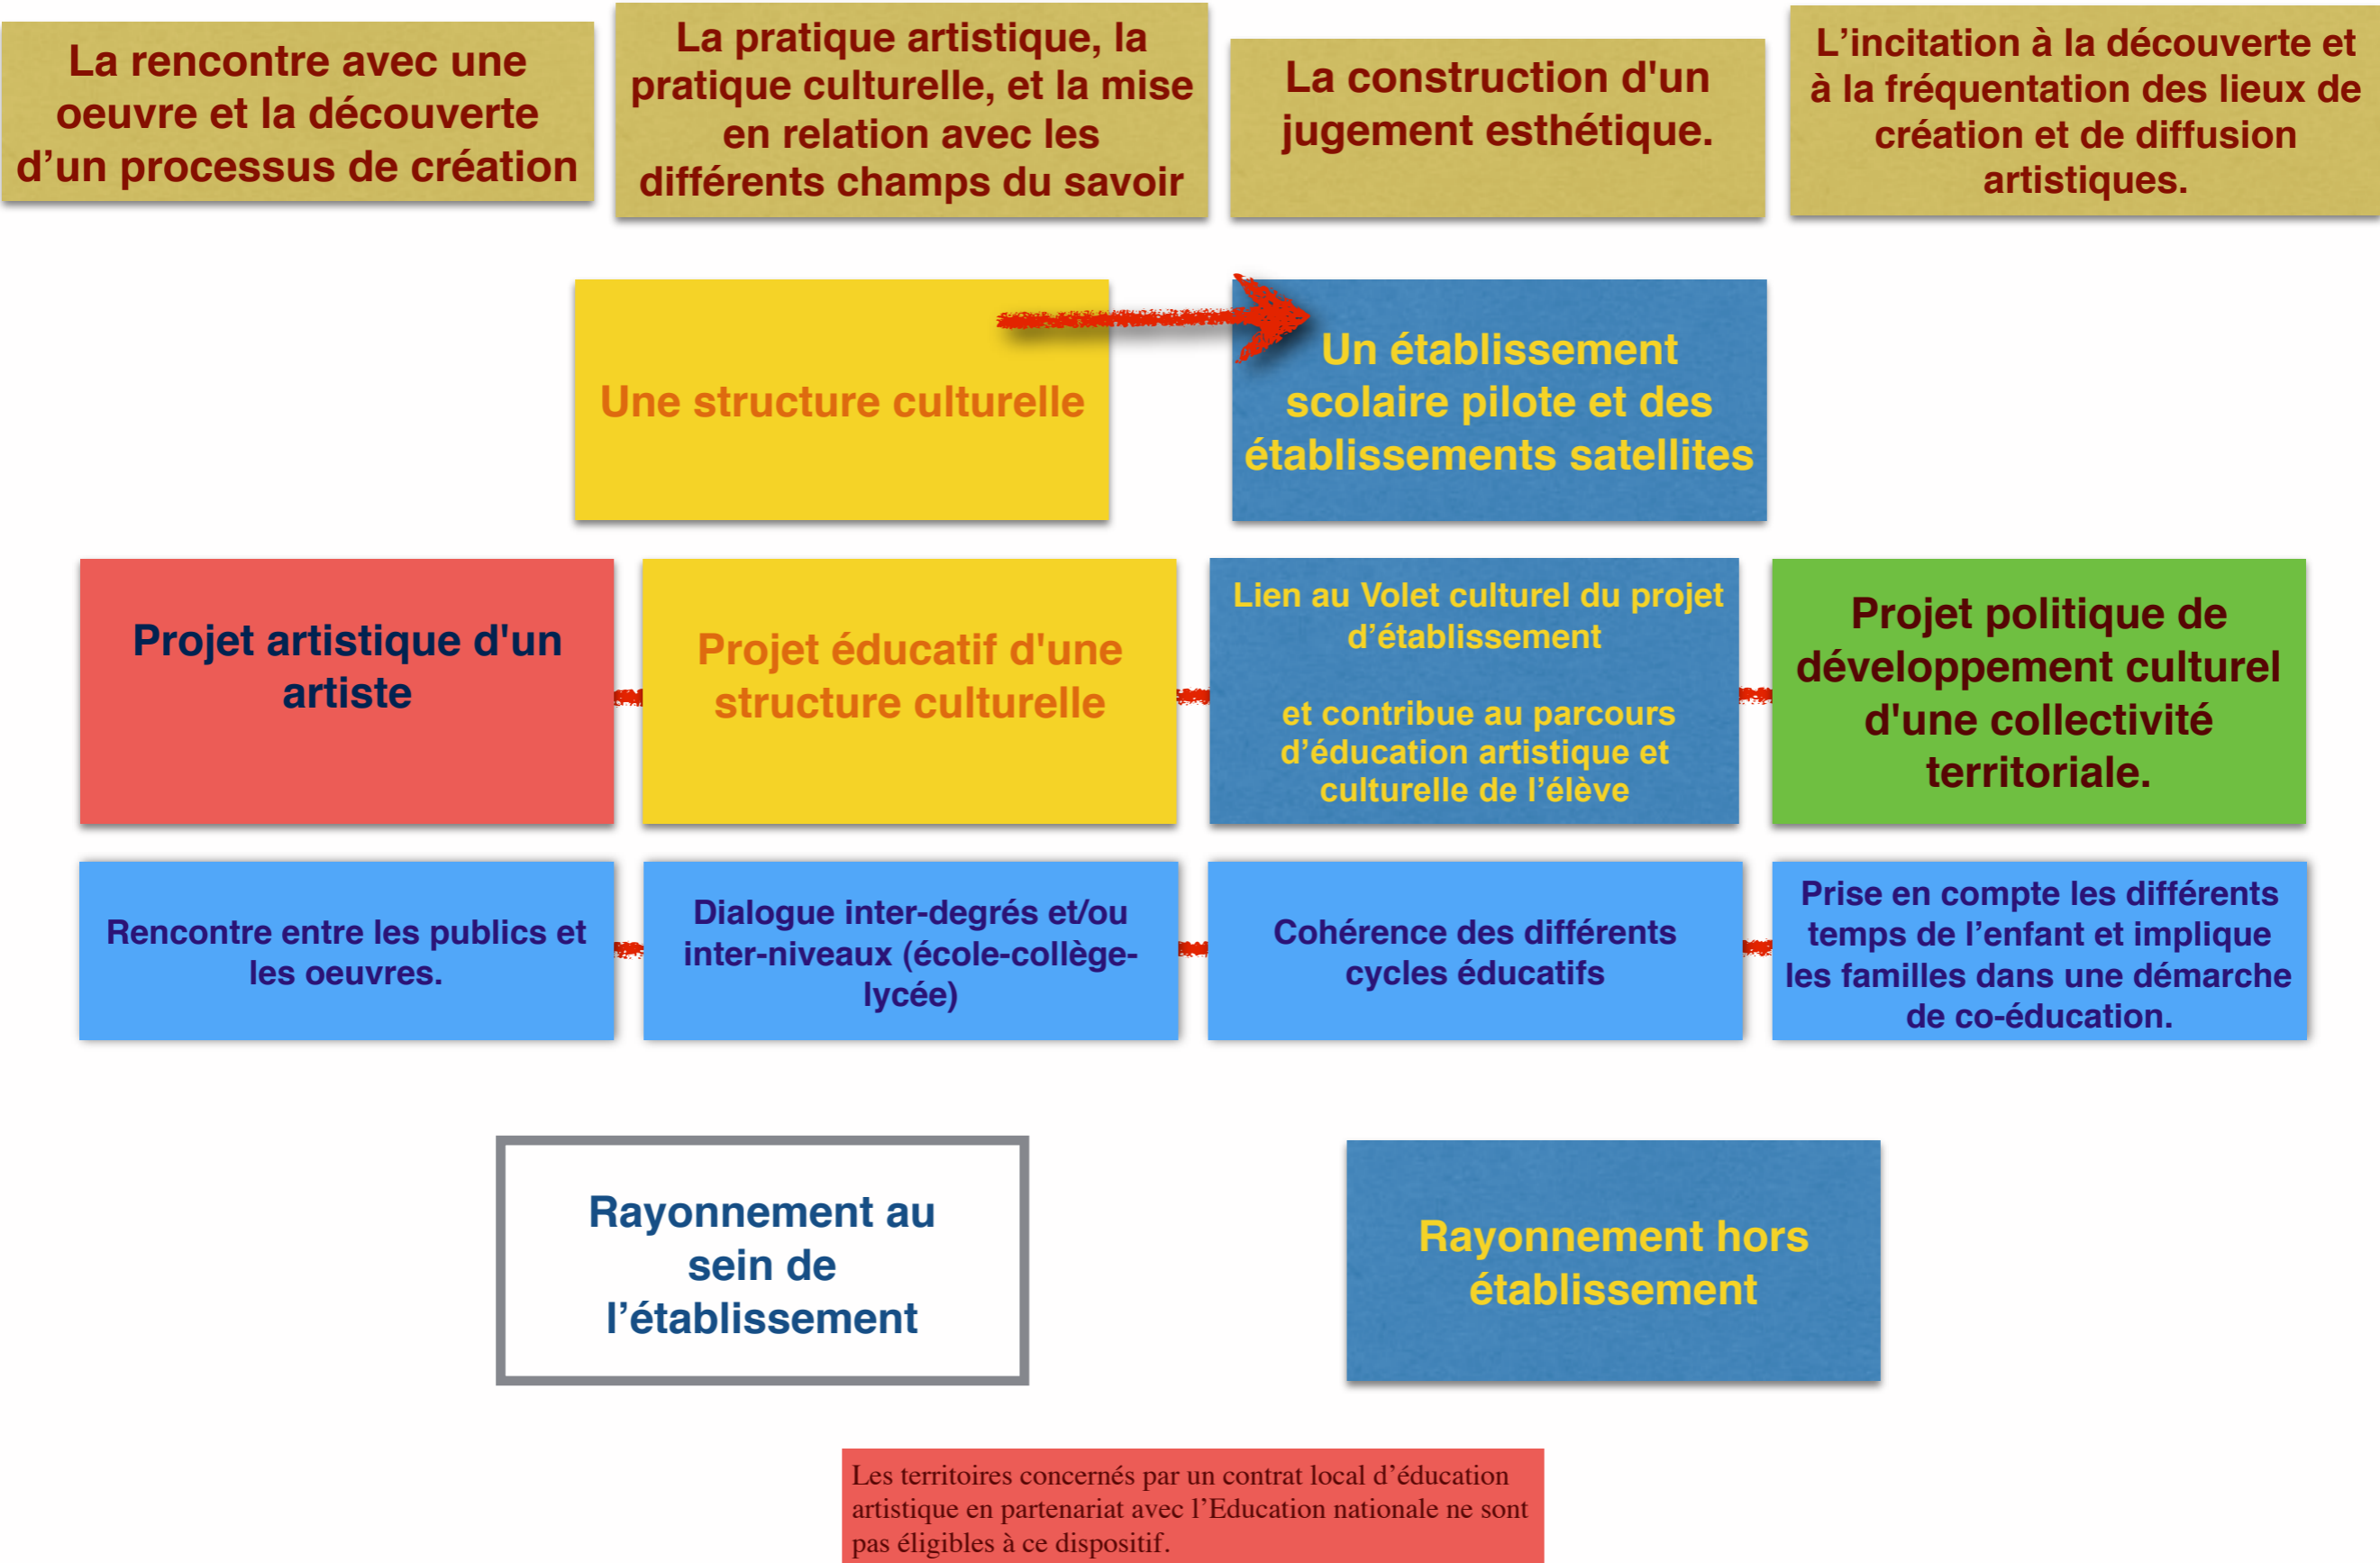 La rencontre avec une
oeuvre et la découverte
d’un processus de création
La pratique artistique, la
pratique culturelle, et la mise
en relation avec les
différents champs du savoir
La construction d'un
jugement esthétique.
L’incitation à la découverte et
à la fréquentation des lieux de
création et de diffusion
artistiques.
Une structure culturelle
Un établissement
scolaire pilote et des
établissements satellites
Projet artistique d'un
artiste
Projet éducatif d'une
structure culturelle
Lien au Volet culturel du projet
d’établissement
et contribue au parcours
d’éducation artistique et
culturelle de l’élève
Projet politique de
développement culturel
d'une collectivité
territoriale.
Rencontre entre les publics et
les oeuvres.
Dialogue inter-degrés et/ou
inter-niveaux (école-collège-
lycée)
Cohérence des différents
cycles éducatifs
Prise en compte les différents
temps de l’enfant et implique
les familles dans une démarche
de co-éducation.
Rayonnement au
sein de
l’établissement
Rayonnement hors
établissement
Les territoires concernés par un contrat local d’éducation
artistique en partenariat avec l’Education nationale ne sont
pas éligibles à ce dispositif.